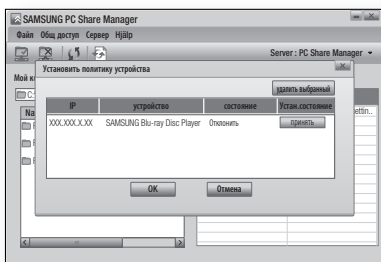 SAMSUNG PC Share Manager
Файл Общ доступ Сервер Hjälp
Server : PC Share Manager
Установить политику устройства
удалить выбранный
IP устройство состояние Устан.состояние
XXX.XXX.X.XX SAMSUNG Blu-ray Disc Player Отклонить принять
OK Отмена